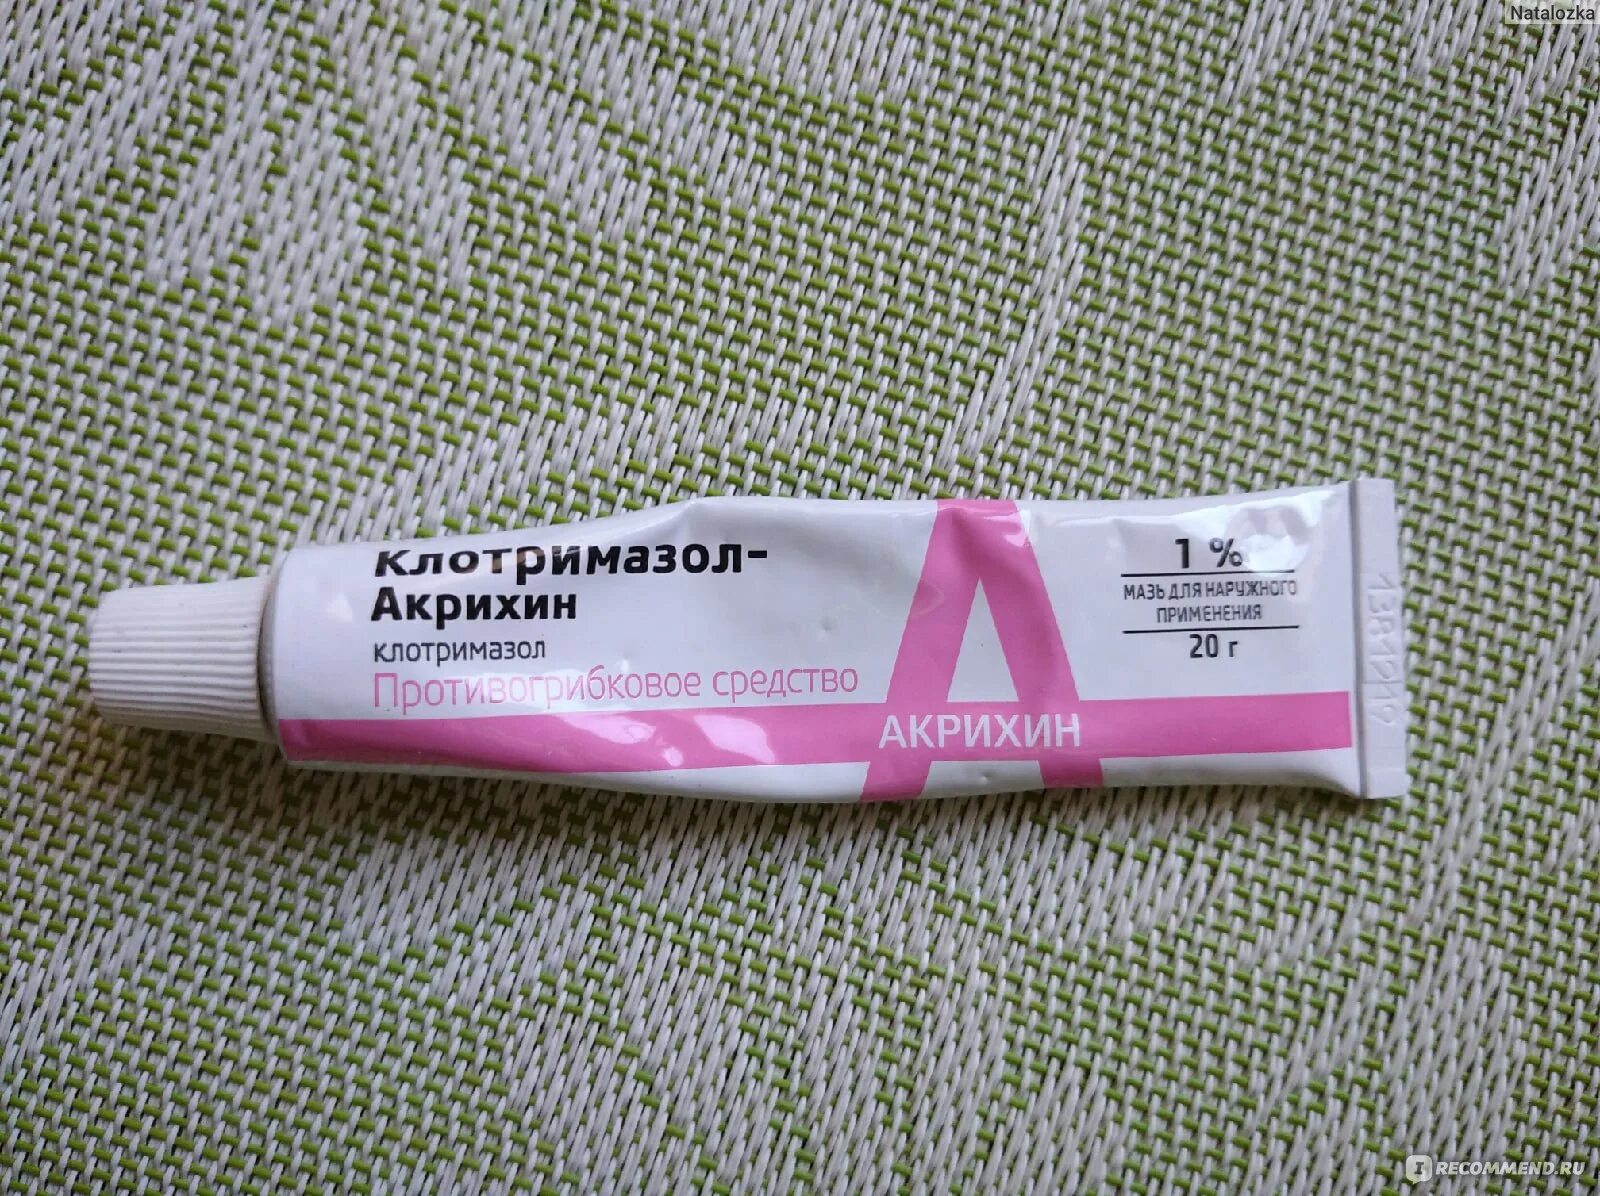 Natalozka
Клотримазол-
Акрихин
клотримазол
Противогрибковое средство
АКРИХИН
1 %
МАЗЬ ДЛЯ НАРУЖНОГО
ПРИМЕНЕНИЯ
20 г
IRECOMMEND.RU